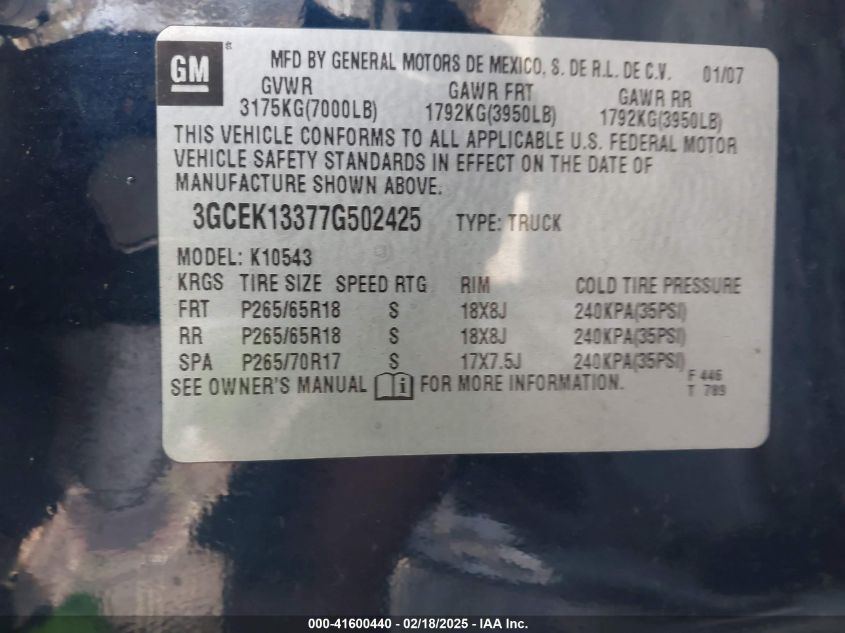 GM ® MFD BY GENERAL MOTORS DE MEXICO, S. DE R.L. DE C.V. 01/07
GVWR GAWR FRT GAWR RR
3175KG(7000LB) 1792KG(3950LB) 1792KG(3950LB)
THIS VEHICLE CONFORMS TO ALL APPLICABLE U.S. FEDERAL MOTOR
VEHICLE SAFETY STANDARDS IN EFFECT ON THE DATE OF
MANUFACTURE SHOWN ABOVE.
3GCEK13377G502425 TYPE: TRUCK
MODEL: K10543
KRGS TIRE SIZE SPEED RTG RIM COLD TIRE PRESSURE
FRT P265/65R18 S 18X8J 240KPA(35PSI)
RR P265/65R18 S 18X8J 240KPA(35PSI)
SPA P265/70R17 S 17X7.5J 240KPA(35PSI)
SEE OWNER'S MANUAL i FOR MORE INFORMATION.
F 446
T 789
000-41600440 - 02/18/2025 - IAA Inc.